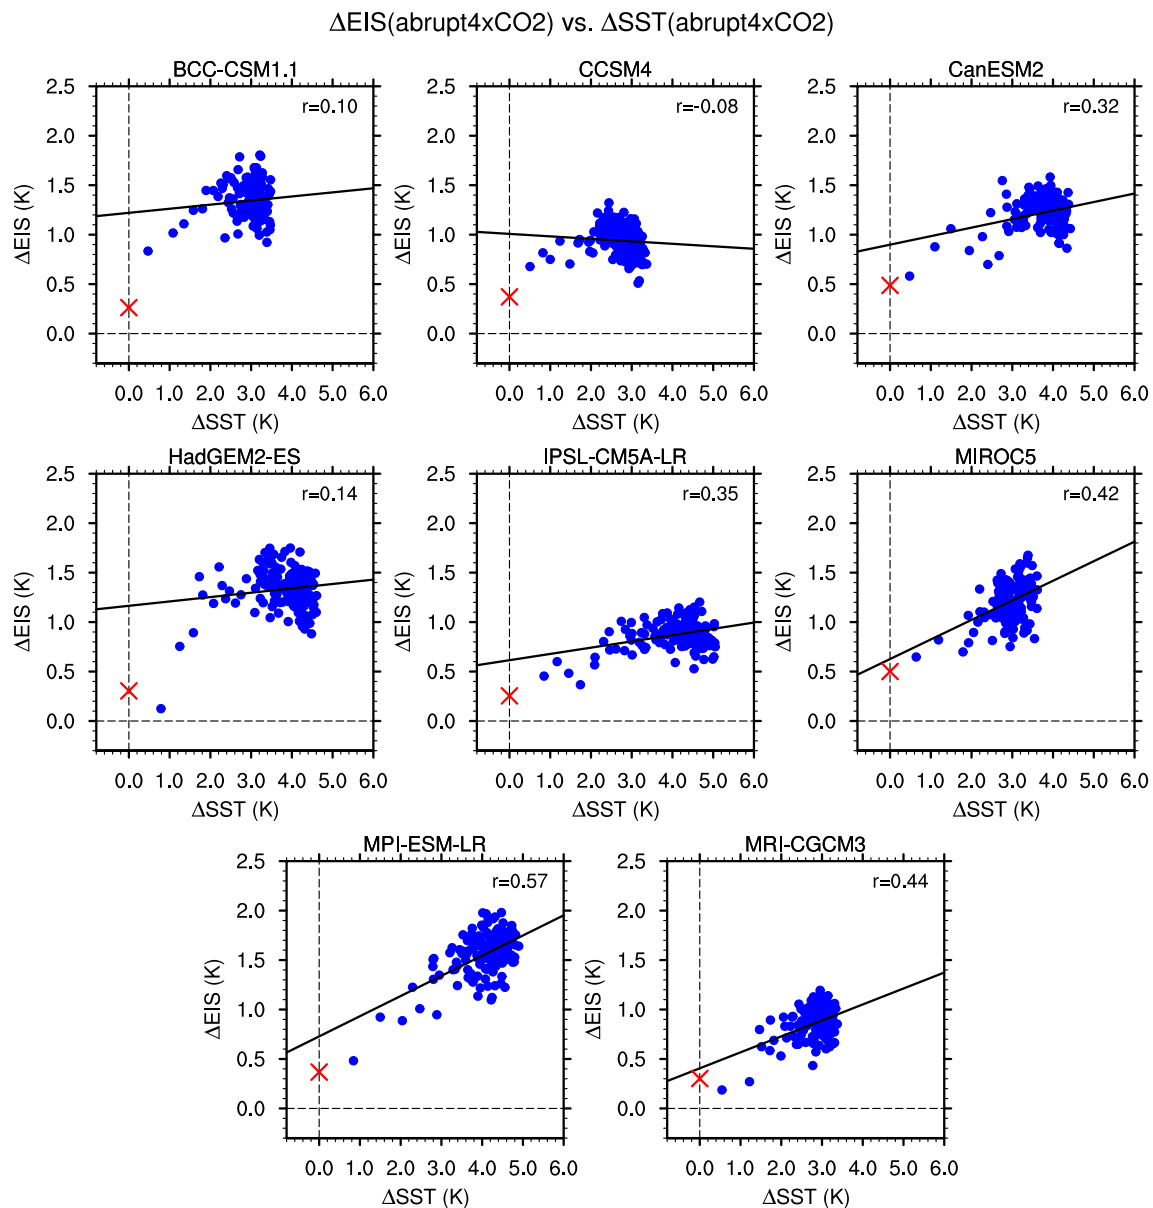 ΔEIS(abrupt4xCO2) vs. ΔSST(abrupt4xCO2)
BCC-CSM1.1
r=0.10
2.5
2.0
1.5
1.0
0.5
0.0
ΔEIS (K)
0.0 1.0 2.0 3.0 4.0 5.0 6.0
ΔSST (K)
CCSM4
r=-0.08
2.5
2.0
1.5
1.0
0.5
0.0
ΔEIS (K)
0.0 1.0 2.0 3.0 4.0 5.0 6.0
ΔSST (K)
CanESM2
r=0.32
2.5
2.0
1.5
1.0
0.5
0.0
ΔEIS (K)
0.0 1.0 2.0 3.0 4.0 5.0 6.0
ΔSST (K)
HadGEM2-ES
r=0.14
2.5
2.0
1.5
1.0
0.5
0.0
ΔEIS (K)
0.0 1.0 2.0 3.0 4.0 5.0 6.0
ΔSST (K)
IPSL-CM5A-LR
r=0.35
2.5
2.0
1.5
1.0
0.5
0.0
ΔEIS (K)
0.0 1.0 2.0 3.0 4.0 5.0 6.0
ΔSST (K)
MIROC5
r=0.42
2.5
2.0
1.5
1.0
0.5
0.0
ΔEIS (K)
0.0 1.0 2.0 3.0 4.0 5.0 6.0
ΔSST (K)
MPI-ESM-LR
r=0.57
2.5
2.0
1.5
1.0
0.5
0.0
ΔEIS (K)
0.0 1.0 2.0 3.0 4.0 5.0 6.0
ΔSST (K)
MRI-CGCM3
r=0.44
2.5
2.0
1.5
1.0
0.5
0.0
ΔEIS (K)
0.0 1.0 2.0 3.0 4.0 5.0 6.0
ΔSST (K)